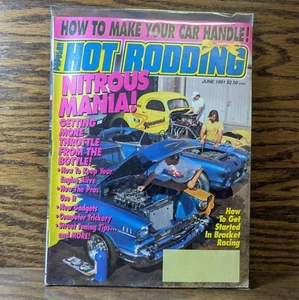 HOW TO MAKE YOUR CAR HANDLE!
POPULAR
HOT RODDING
JUNE 1991 $2.50
NITROUS
MANIA!
GETTING
MORE
THROTTLE
FROM THE
BOTTLE!
• How To Keep Your
Engine Alive
• How The Pros
Use It
• New Gadgets
• Computer Trickery
• Street Tuning Tips...
and MORE!
How
To Get
Started
In Bracket
Racing